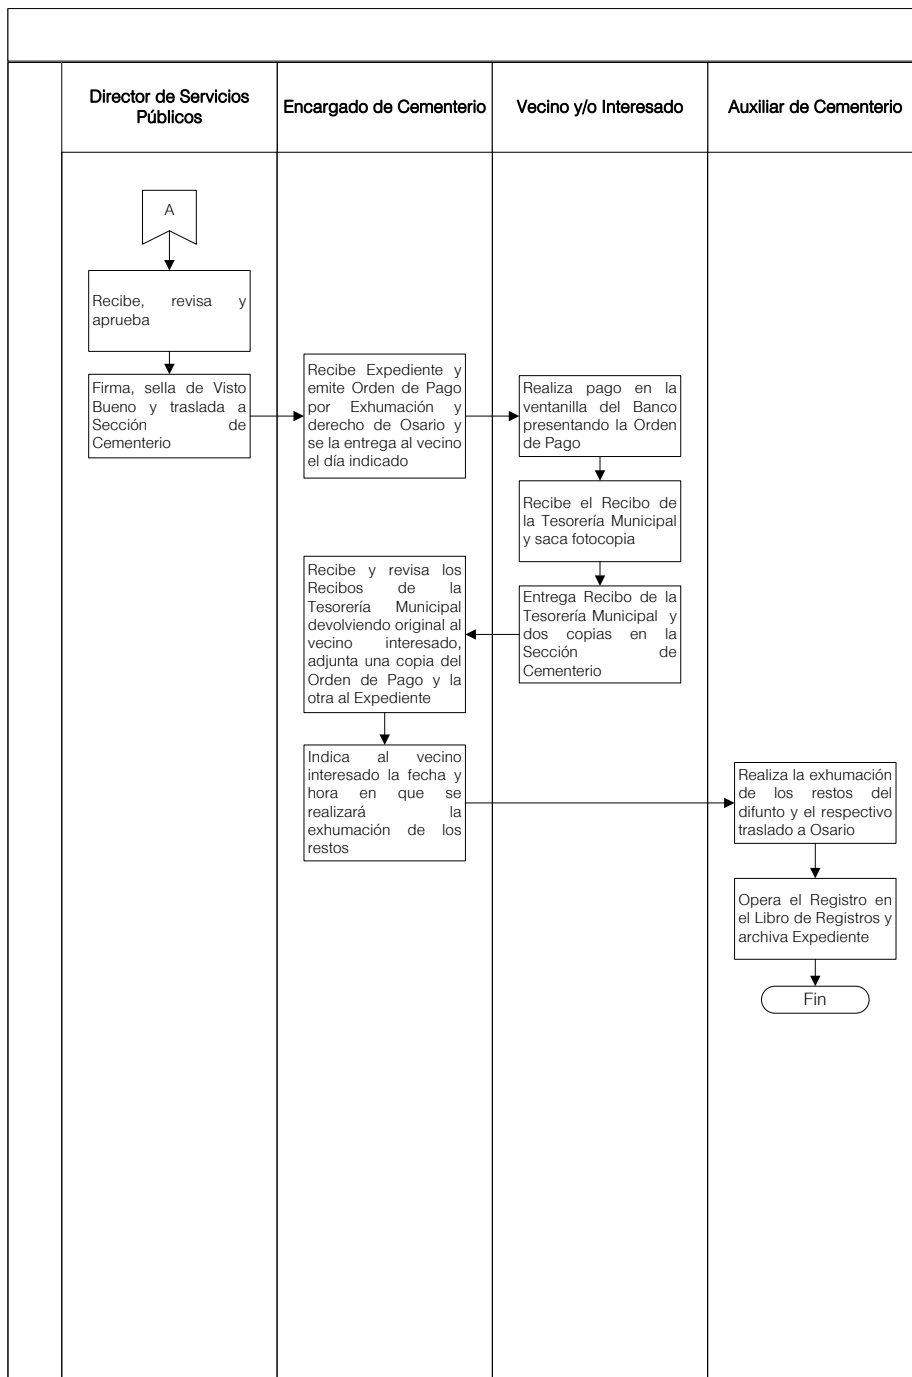 Director de Servicios
Públicos
Encargado de Cementerio
Vecino y/o Interesado
Auxiliar de Cementerio
A
Recibe, revisa y
aprueba
Firma, sella de Visto
Bueno y traslada a
Sección de
Cementerio
Recibe Expediente y
emite Orden de Pago
por Exhumación y
derecho de Osario y
se la entrega al vecino
el día indicado
Realiza pago en la
ventanilla del Banco
presentando la Orden
de Pago
Recibe el Recibo de
la Tesorería Municipal
y saca fotocopia
Entrega Recibo de la
Tesorería Municipal y
dos copias en la
Sección de
Cementerio
Recibe y revisa los
Recibos de la
Tesorería Municipal
devolviendo original al
vecino interesado,
adjunta una copia del
Orden de Pago y la
otra al Expediente
Indica al vecino
interesado la fecha y
hora en que se
realizará la
exhumación de los
restos
Realiza la exhumación
de los restos del
difunto y el respectivo
traslado a Osario
Opera el Registro en
el Libro de Registros y
archiva Expediente
Fin